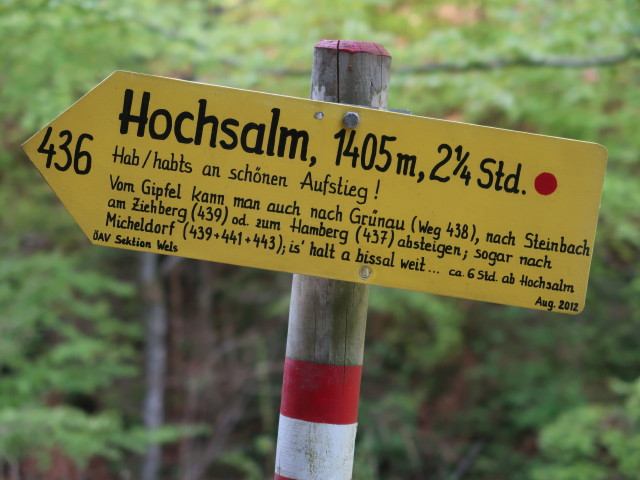 436
Hochsalm, 1405m, 2¼ Std.
Hab/habts an schönen Aufstieg!
Vom Gipfel kann man auch nach Grünau (Weg 438), nach Steinbach
am Ziehberg (439) od. zum Hamberg (437) absteigen; sogar nach
Micheldorf (439+441+443); is' halt a bissal weit... ca. 6 Std. ab Hochsalm
ÖAV Sektion Wels
Aug. 2012